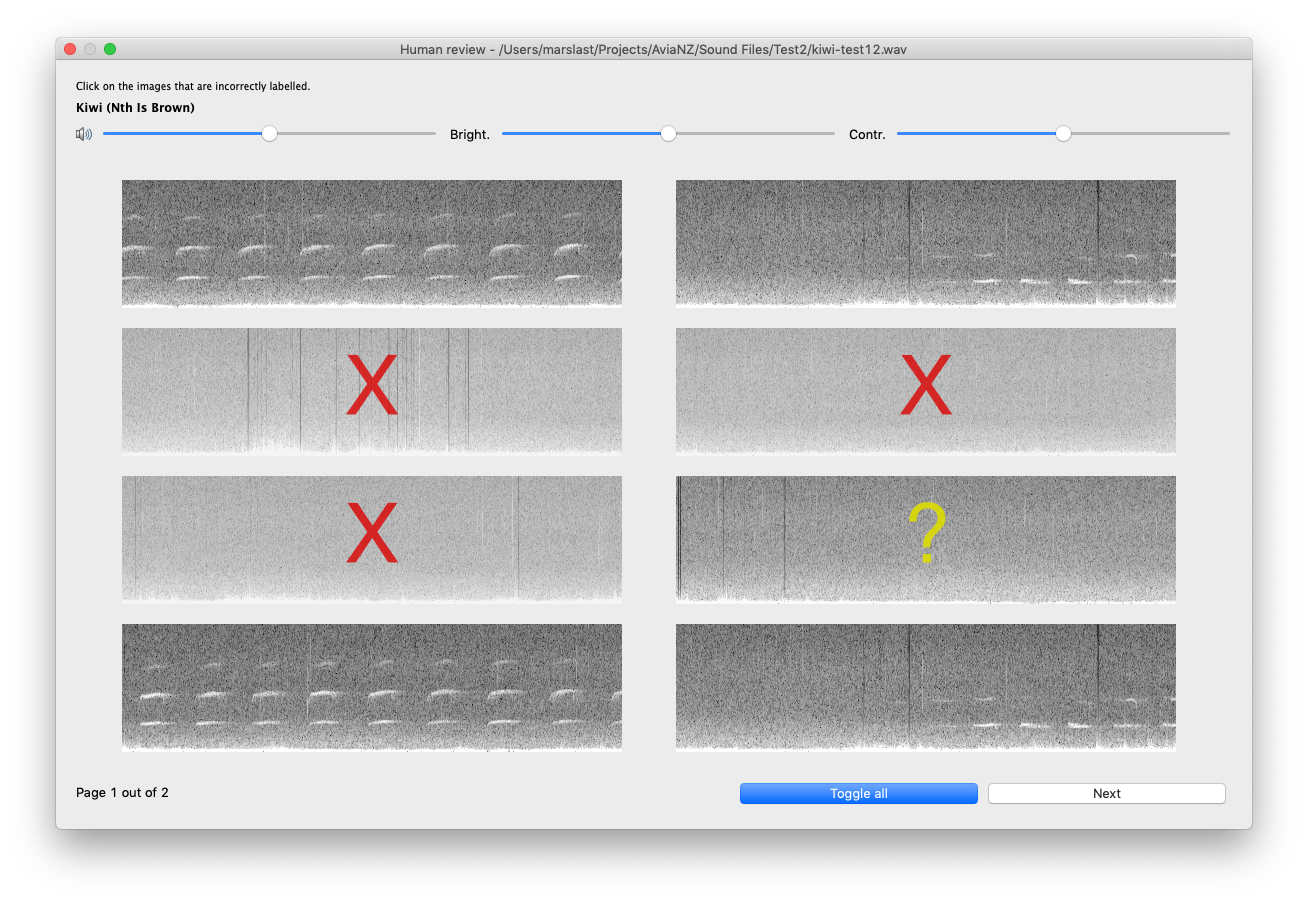 Human review - /Users/marslast/Projects/AviaNZ/Sound Files/Test2/kiwi-test12.wav
Click on the images that are incorrectly labelled.
Kiwi (Nth Is Brown)
Bright. Contr.
X X
X ?
Page 1 out of 2 Toggle all Next